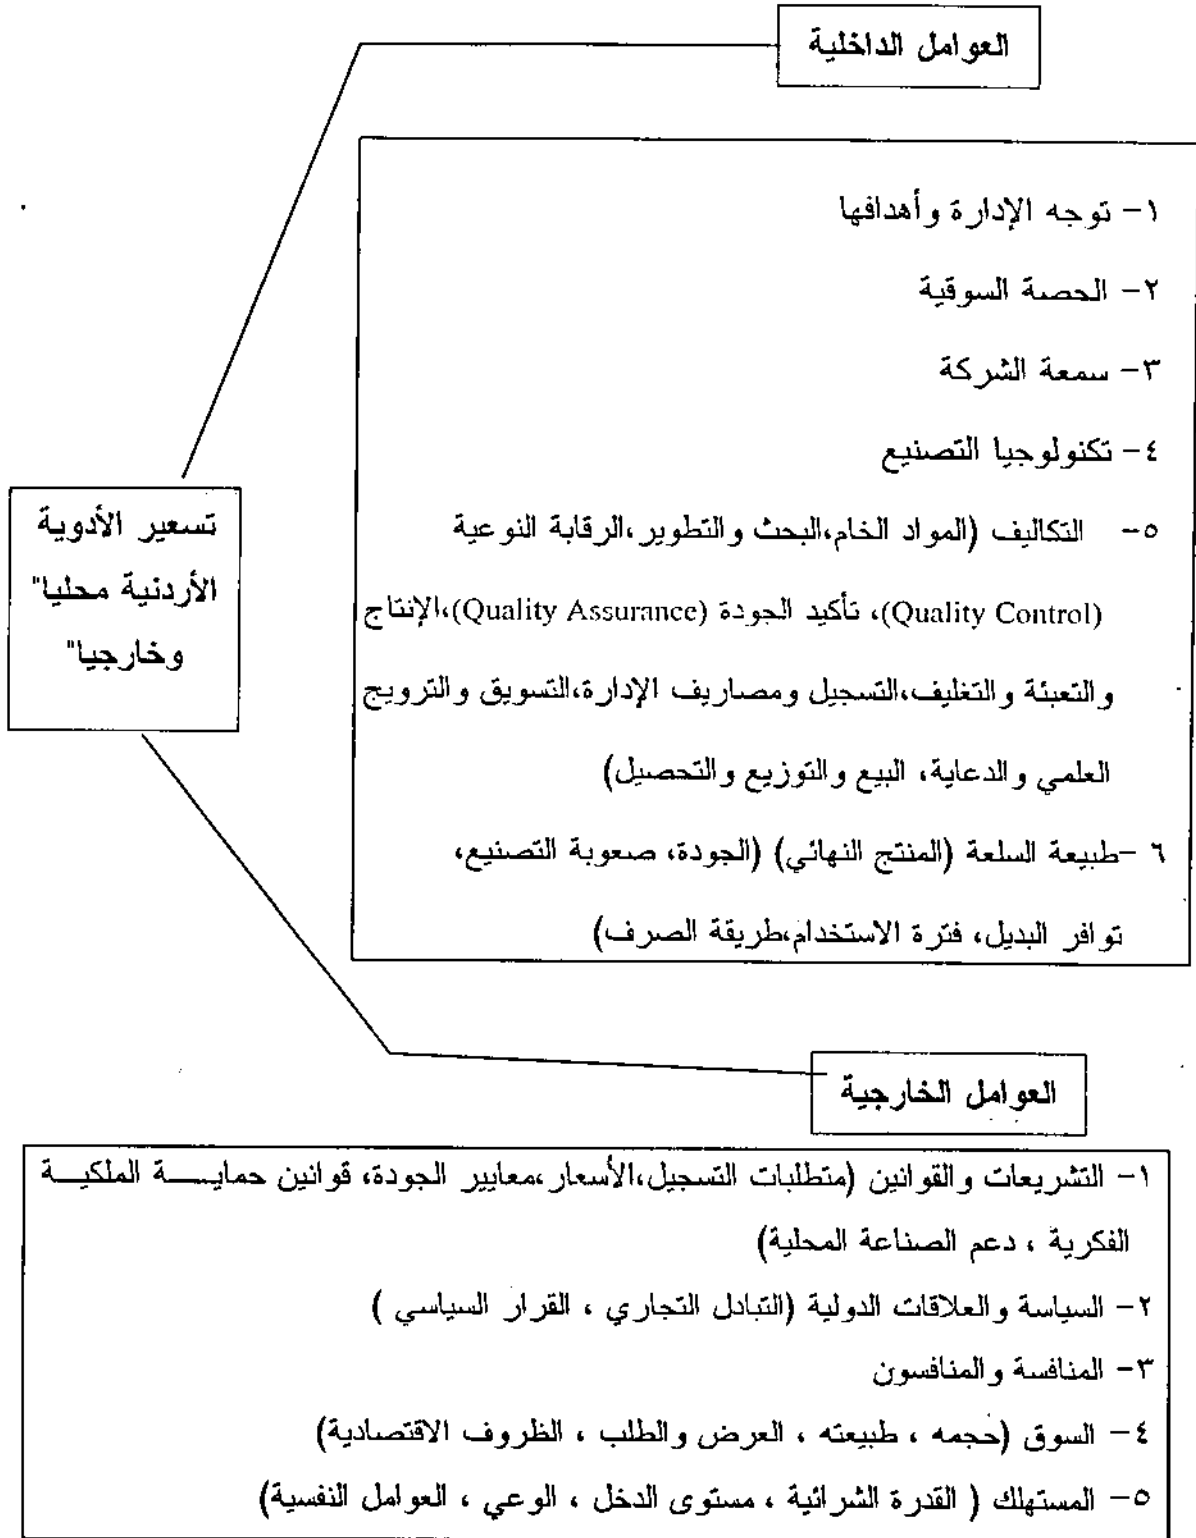 العوامل الداخلية
١- توجه الإدارة وأهدافها
٢- الحصة السوقية
٣- سمعة الشركة
٤- تكنولوجيا التصنيع
٥- التكاليف (المواد الخام،البحث والتطوير،الرقابة النوعية
(Quality Control)، تأكيد الجودة (Quality Assurance)،الإنتاج
والتعبئة والتغليف،التسجيل ومصاريف الإدارة،التسويق والترويج
العلمي والدعاية، البيع والتوزيع والتحصيل)
٦ -طبيعة السلعة (المنتج النهائي) (الجودة، صعوبة التصنيع،
توافر البديل، فترة الاستخدام،طريقة الصرف)
تسعير الأدوية
الأردنية محليا"
وخارجيا"
العوامل الخارجية
١- التشريعات والقوانين (متطلبات التسجيل،الأسعار،معايير الجودة، قوانين حمايـــة الملكيــة
الفكرية ، دعم الصناعة المحلية)
٢- السياسة والعلاقات الدولية (التبادل التجاري ، القرار السياسي )
٣- المنافسة والمنافسون
٤- السوق (حجمه ، طبيعته ، العرض والطلب ، الظروف الاقتصادية)
٥- المستهلك ( القدرة الشرائية ، مستوى الدخل ، الوعي ، العوامل النفسية)